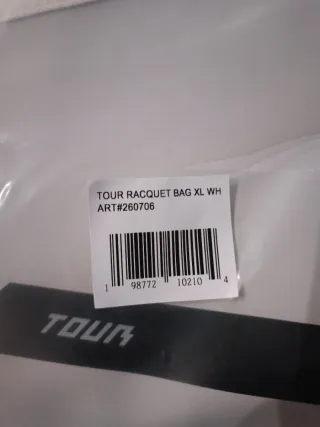 TOUR RACQUET BAG XL WH
ART#260706
1 98772 10210 4
TOUR